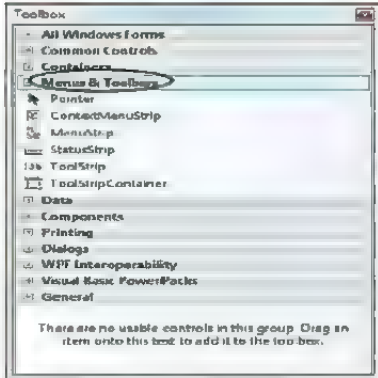 Toolbox
All Windows Forms
Common Controls
Containers
Menus & Toolbars
Pointer
ContextMenuStrip
MenuStrip
StatusStrip
ToolStrip
ToolStripContainer
Data
Components
Printing
Dialogs
WPF Interoperability
Visual Basic PowerPacks
General
There are no usable controls in this group. Drag an
item onto this text to add it to the toolbox.